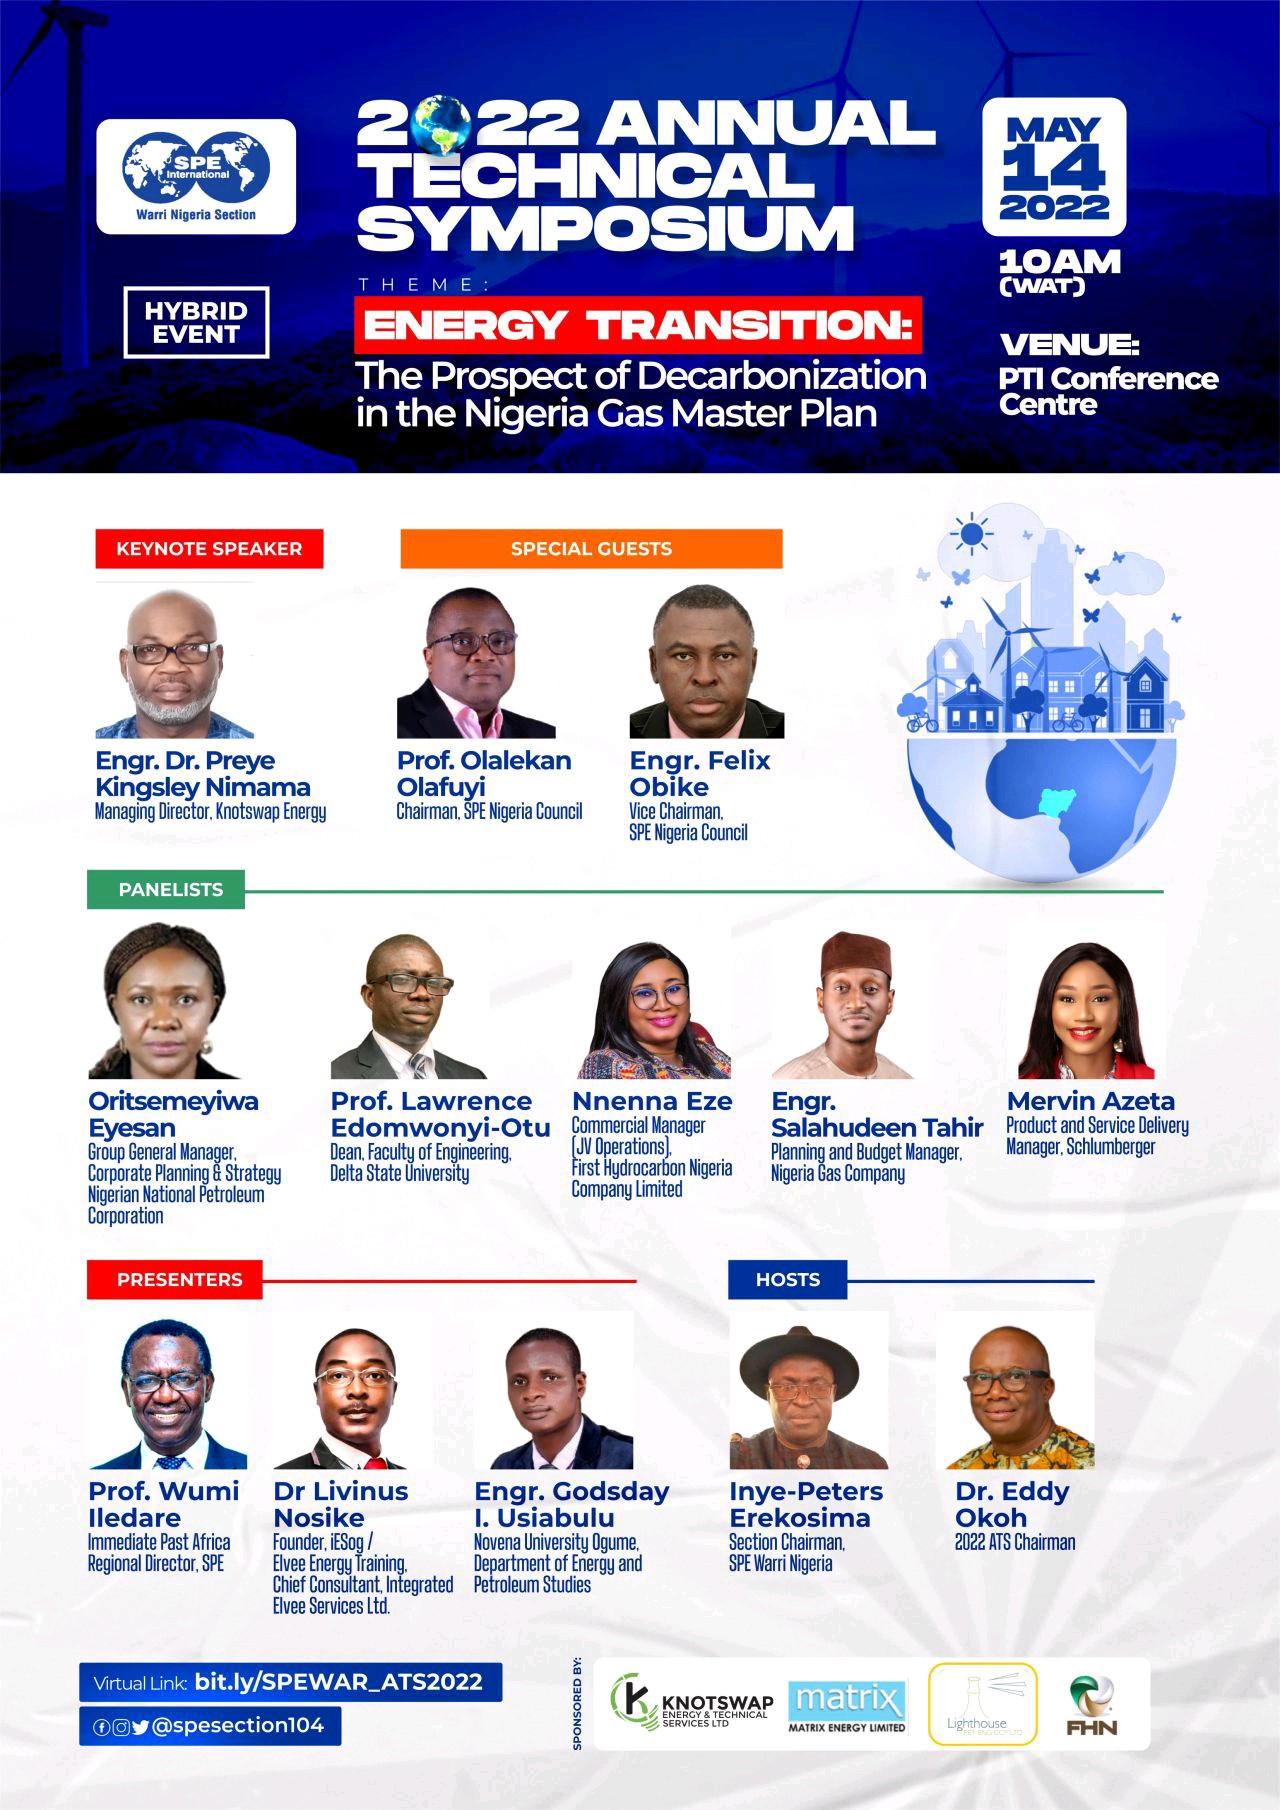 SPE
International
Warri Nigeria Section
HYBRID
EVENT
2022 ANNUAL
TECHNICAL
SYMPOSIUM
THEME:
ENERGY TRANSITION:
The Prospect of Decarbonization
in the Nigeria Gas Master Plan
MAY
14
2022
10AM
(WAT)
VENUE:
PTI Conference
Centre
KEYNOTE SPEAKER
Engr. Dr. Preye
Kingsley Nimama
Managing Director, Knotswap Energy
SPECIAL GUESTS
Prof. Olalekan
Olafuyi
Chairman, SPE Nigeria Council
Engr. Felix
Obike
Vice Chairman,
SPE Nigeria Council
PANELISTS
Oritsemeyiwa
Eyesan
Group General Manager,
Corporate Planning & Strategy
Nigerian National Petroleum
Corporation
Prof. Lawrence
Edomwonyi-Otu
Dean, Faculty of Engineering,
Delta State University
Nnenna Eze
Commercial Manager
(JV Operations),
First Hydrocarbon Nigeria
Company Limited
Engr.
Salahudeen Tahir
Planning and Budget Manager,
Nigeria Gas Company
Mervin Azeta
Product and Service Delivery
Manager, Schlumberger
PRESENTERS
Prof. Wumi
Iledare
Immediate Past Africa
Regional Director, SPE
Dr Livinus
Nosike
Founder, iESog /
Elvee Energy Training,
Chief Consultant, Integrated
Elvee Services Ltd.
Engr. Godsday
I. Usiabulu
Novena University Ogume,
Department of Energy and
Petroleum Studies
HOSTS
Inye-Peters
Erekosima
Section Chairman,
SPE Warri Nigeria
Dr. Eddy
Okoh
2022 ATS Chairman
Virtual Link: bit.ly/SPEWAR_ATS2022
@spesection104
SPONSORED BY:
KNOTSWAP
ENERGY & TECHNICAL
SERVICES LTD
matrix
MATRIX ENERGY LIMITED
Lighthouse
PET. ENG. CO. LTD
FHN